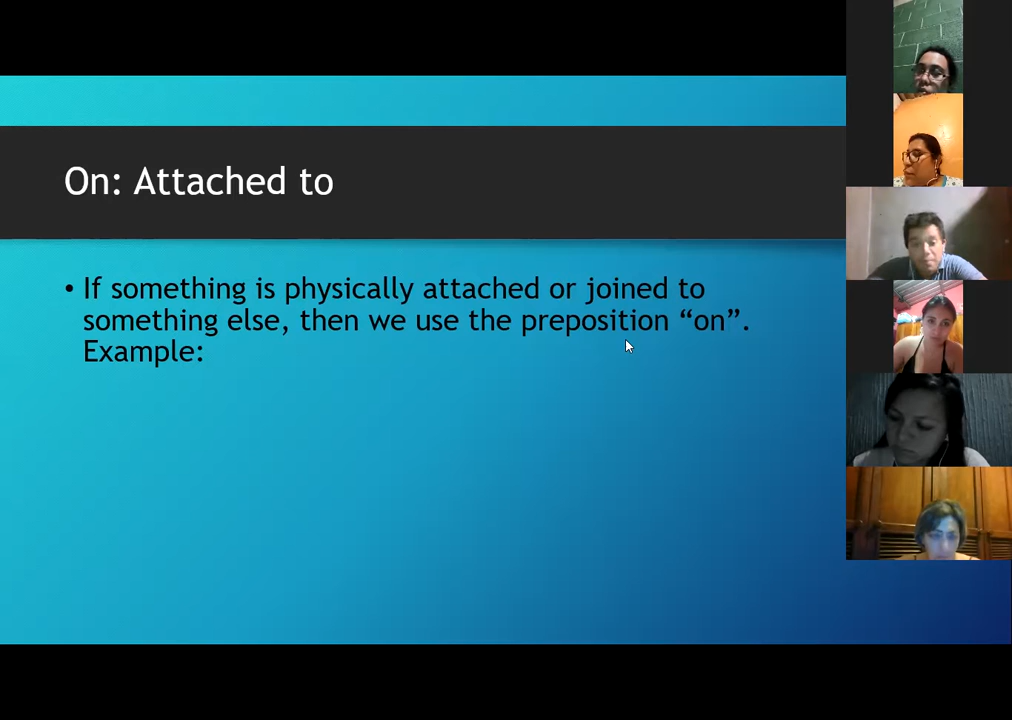 On: Attached to
• If something is physically attached or joined to
something else, then we use the preposition “on”.
Example: